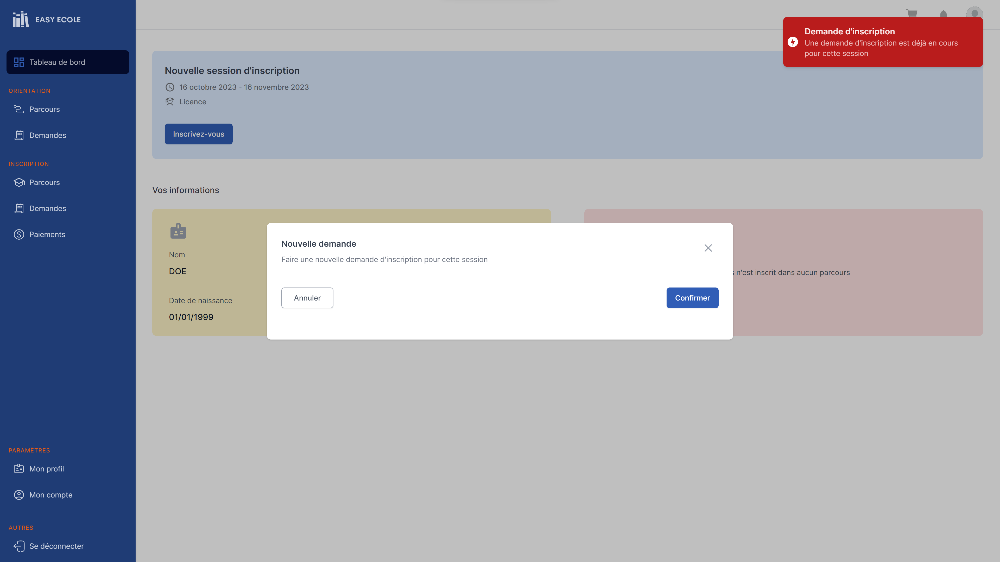 EASY ECOLE
Tableau de bord
ORIENTATION
Parcours
Demandes
INSCRIPTION
Parcours
Demandes
Paiements
PARAMÈTRES
Mon profil
Mon compte
AUTRES
Se déconnecter
Demande d'inscription
Une demande d'inscription est déjà en cours
pour cette session
Nouvelle session d'inscription
16 octobre 2023 - 16 novembre 2023
Licence
Inscrivez-vous
Vos informations
Nom
DOE
Date de naissance
01/01/1999
n'est inscrit dans aucun parcours
Nouvelle demande
Faire une nouvelle demande d'inscription pour cette session
Annuler
Confirmer